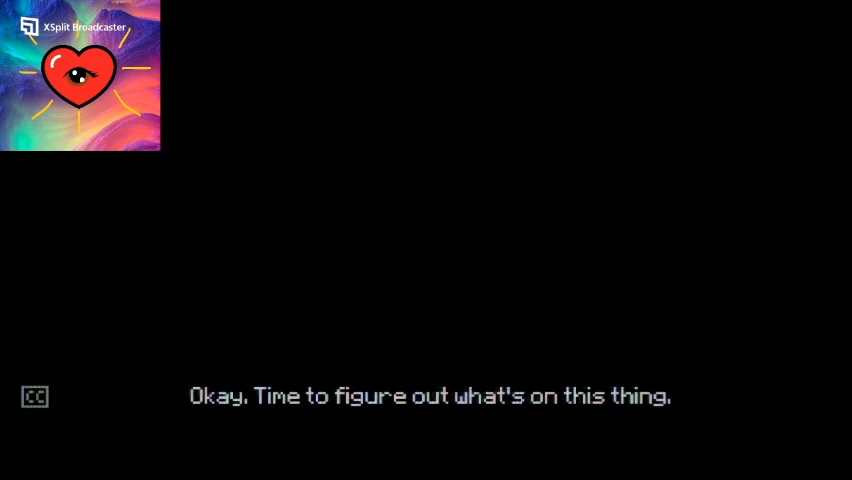 XSplit Broadcaster
CC
Okay. Time to figure out what's on this thing.